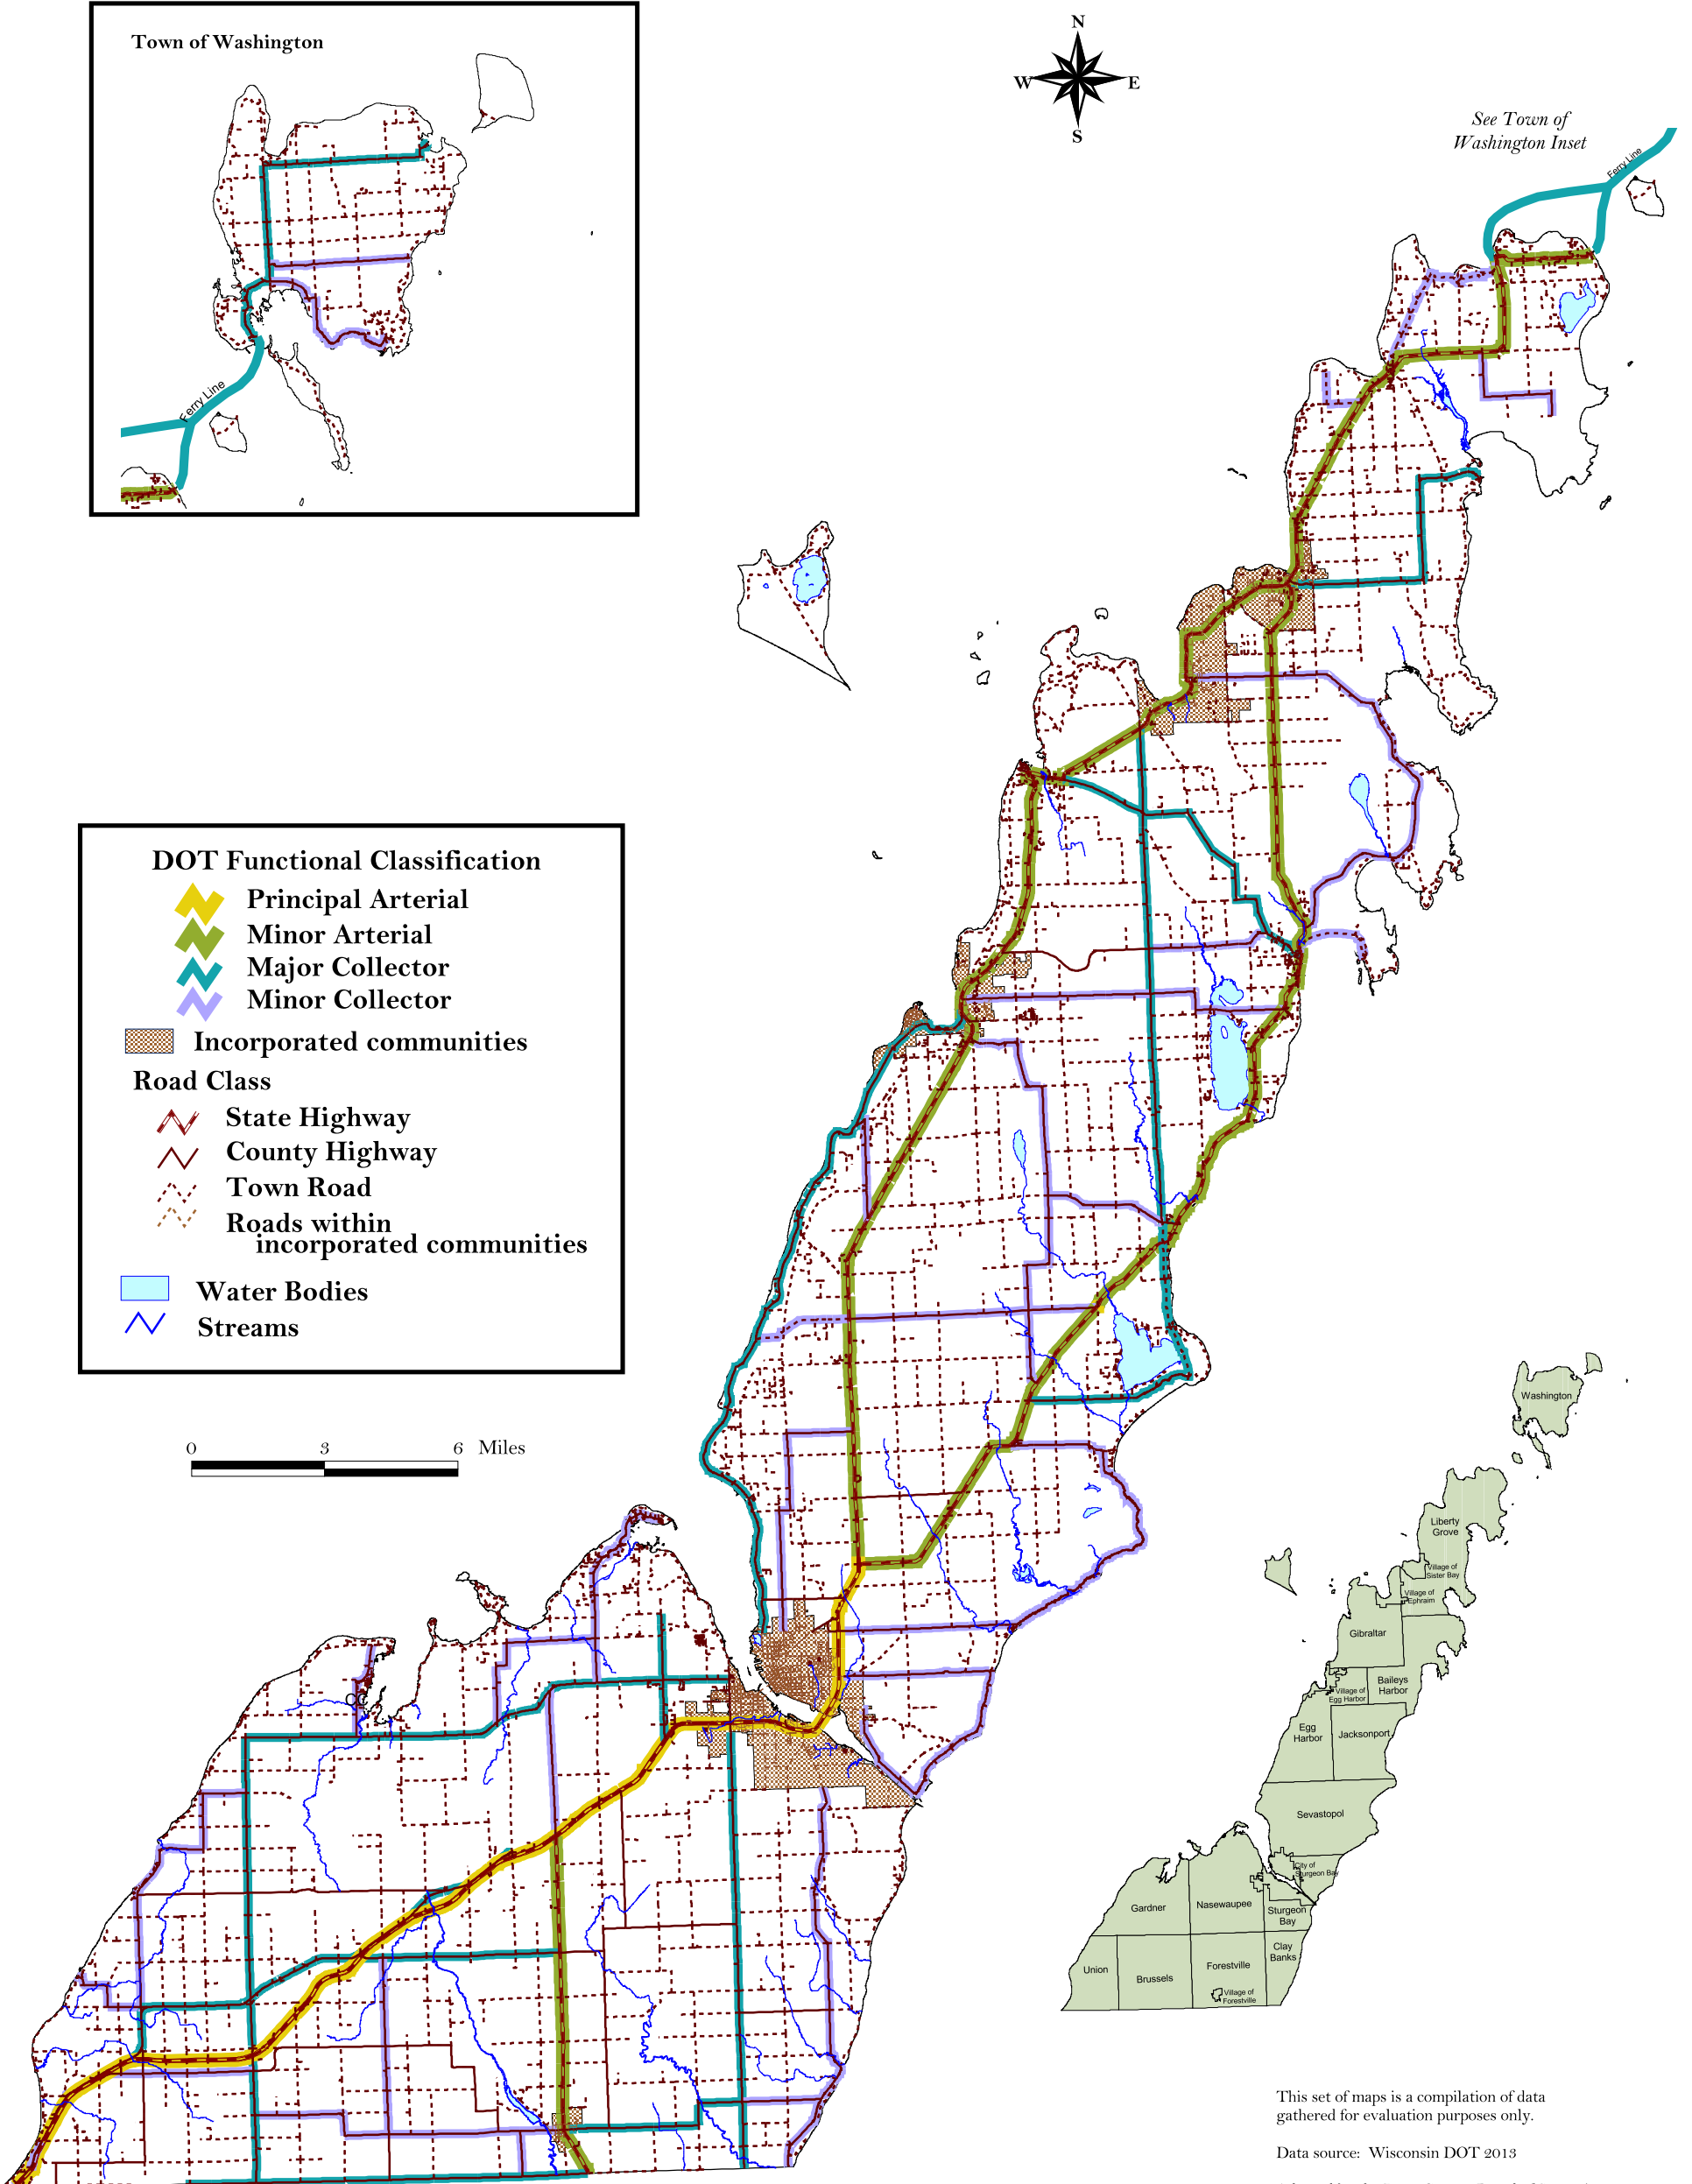 Town of Washington
Ferry Line
N
W E
S
See Town of
Washington Inset
Ferry Line
DOT Functional Classification
Principal Arterial
Minor Arterial
Major Collector
Minor Collector
Incorporated communities
Road Class
State Highway
County Highway
Town Road
Roads within
incorporated communities
Water Bodies
Streams
0 3 6 Miles
CC
Washington
Liberty
Grove
Village of
Sister Bay
Village of
Ephraim
Gibraltar
Baileys
Harbor
Village of
Egg Harbor
Egg
Harbor
Jacksonport
Sevastopol
City of
Sturgeon Bay
Gardner
Nasewaupee
Sturgeon
Bay
Clay
Banks
Union
Brussels
Forestville
Village of
Forestville
This set of maps is a compilation of data
gathered for evaluation purposes only.
Data source: Wisconsin DOT 2013